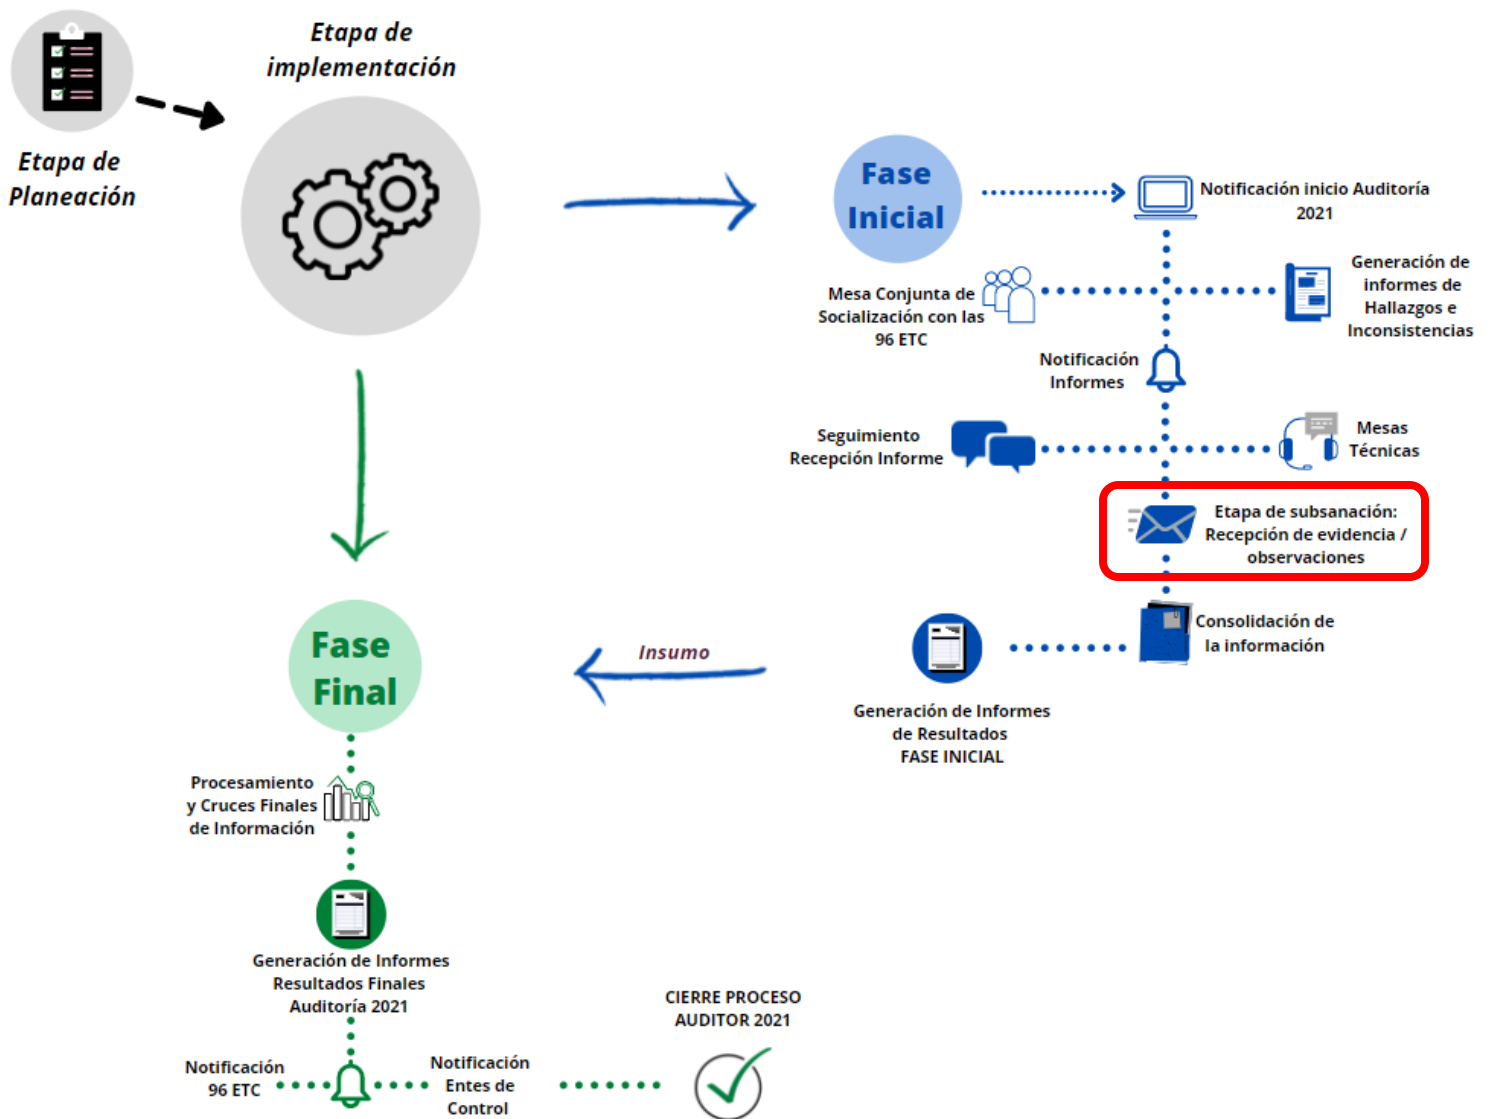 Etapa de
Planeación
Etapa de
implementación
Fase
Inicial
Notificación inicio Auditoría
2021
Mesa Conjunta de
Socialización con las
96 ETC
Generación de
informes de
Hallazgos e
Inconsistencias
Notificación
Informes
Seguimiento
Recepción Informe
Mesas
Técnicas
Etapa de subsanación:
Recepción de evidencia /
observaciones
Consolidación de
la información
Generación de Informes
de Resultados
FASE INICIAL
Insumo
Fase
Final
Procesamiento
y Cruces Finales
de Información
Generación de Informes
Resultados Finales
Auditoría 2021
Notificación
96 ETC
Notificación
Entes de
Control
CIERRE PROCESO
AUDITOR 2021